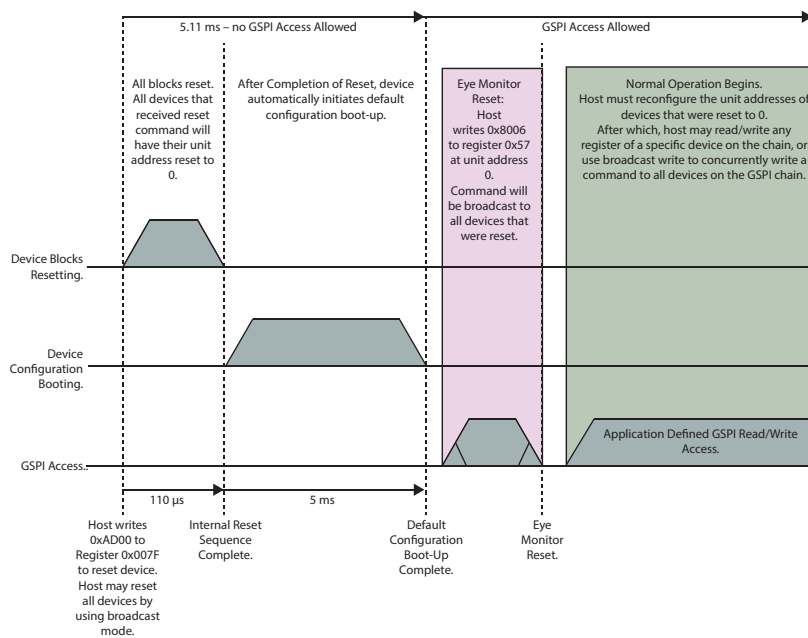 5.11 ms – no GSPI Access Allowed
GSPI Access Allowed
All blocks reset.
All devices that
received reset
command will
have their unit
address reset to
0.
After Completion of Reset, device
automatically initiates default
configuration boot-up.
Eye Monitor
Reset:
Host
writes 0x8006
to register 0x57
at unit address
0.
Command will
be broadcast to
all devices that
were reset.
Normal Operation Begins.
Host must reconfigure the unit addresses of
devices that were reset to 0.
After which, host may read/write any
register of a specific device on the chain, or
use broadcast write to concurrently write a
command to all devices on the GSPI chain.
Device Blocks
Resetting.
Device
Configuration
Booting.
GSPI Access.
Application Defined GSPI Read/Write
Access.
110 µs
5 ms
Host writes
0xAD00 to
Register 0x007F
to reset device.
Host may reset
all devices by
using broadcast
mode.
Internal Reset
Sequence
Complete.
Default
Configuration
Boot-Up
Complete.
Eye
Monitor
Reset.